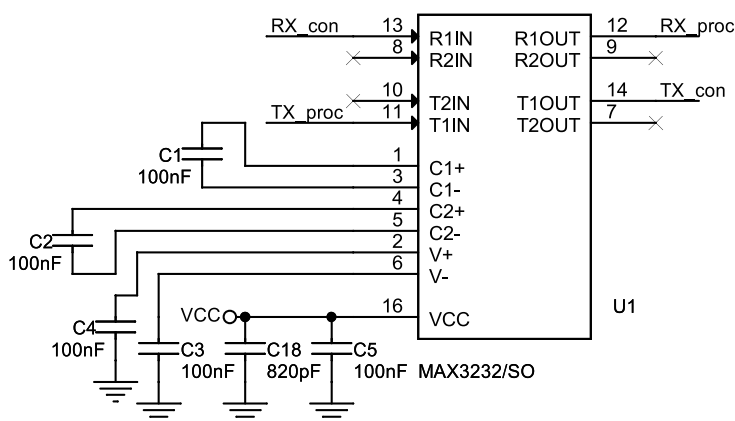 RX_con 13 R1IN R1OUT 12 RX_proc
8 R2IN R2OUT 9
10 T2IN T1OUT 14 TX_con
TX_proc 11 T1IN T2OUT 7
C1 100nF
1 C1+
3 C1-
4 C2+
C2 100nF
5 C2-
2 V+
6 V-
VCC 16 VCC U1
C4 100nF
C3 100nF
C18 820pF
C5 100nF
MAX3232/SO